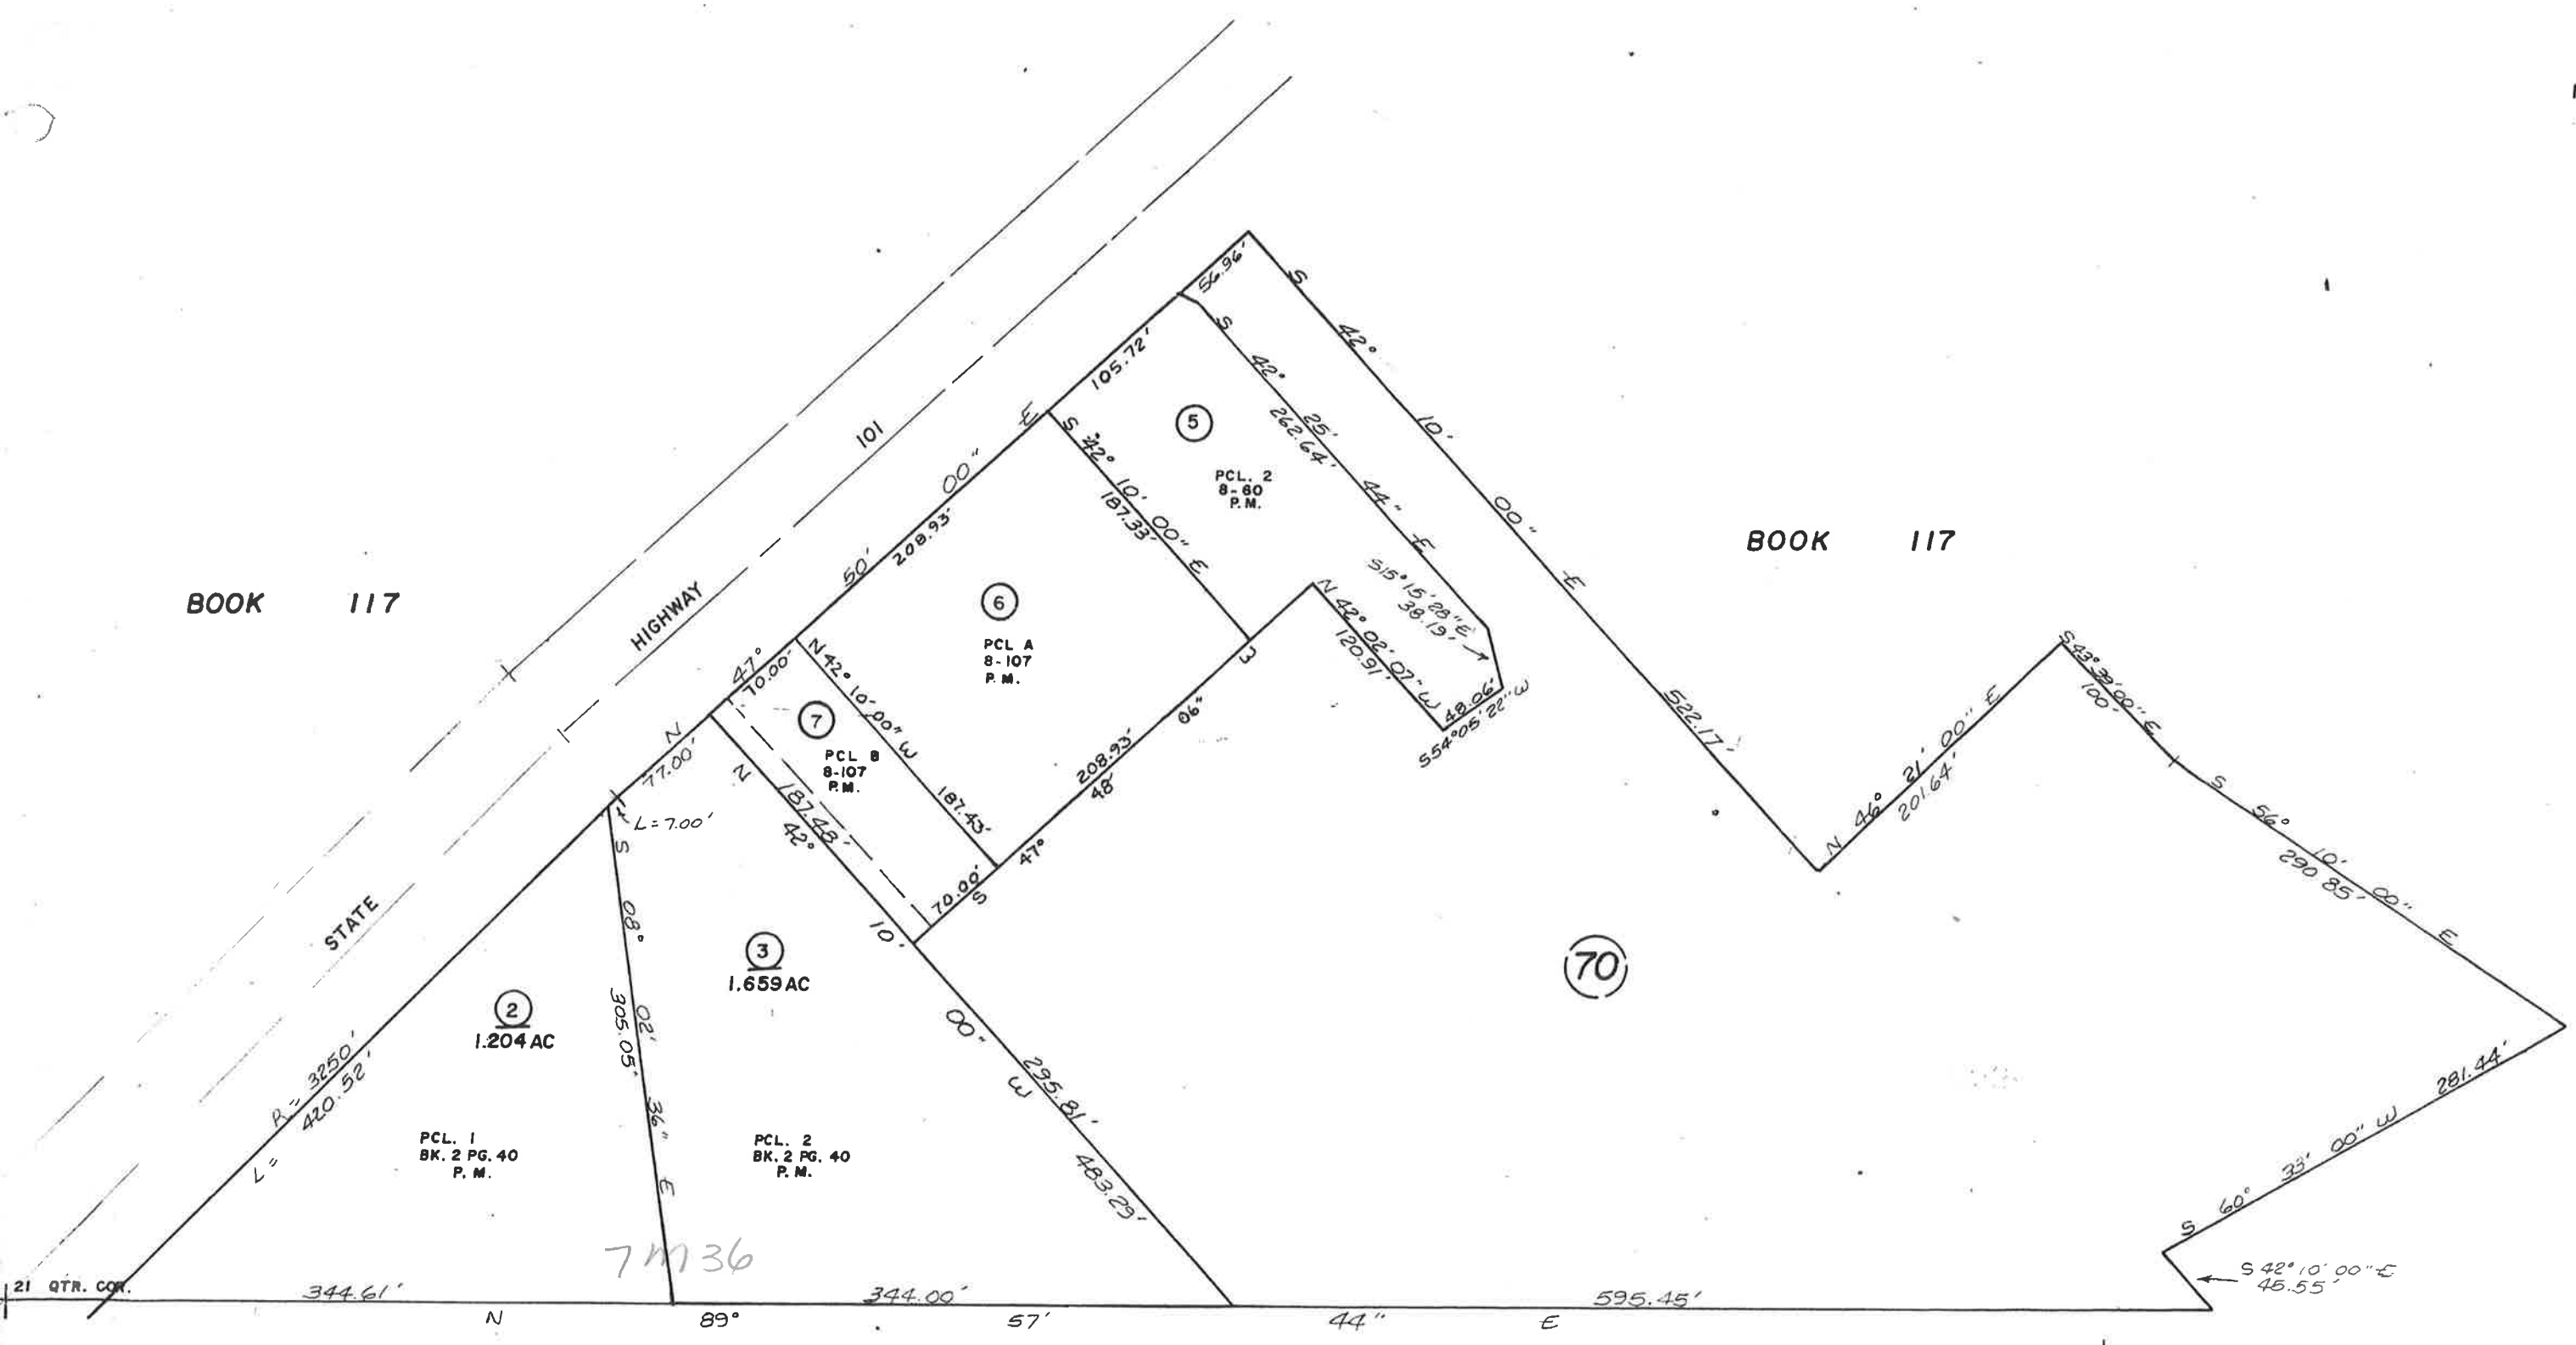 BOOK 117
STATE HIGHWAY 101
BOOK 117
N 47° 50' 00" E
77.00'
70.00'
208.93'
105.72'
56.96'
S 42° 10' 00" E
522.17'
5
PCL. 2
8-60
P.M.
S 42° 25' 44" E
262.64'
S 42° 10' 00" E
187.33'
S15°15'28"E
38.19'
N 42° 02' 07" W
120.91'
48.06'
S54°05'22"W
6
PCL A
8-107
P.M.
N 42° 10' 00" W
187.43'
7
PCL B
8-107
P.M.
S 47° 48' 06" W
70.00'
208.93'
N 42° 10' 00" W
187.48'
295.81'
483.29'
L=7.00'
S 08° 02' 36" E
305.05'
2
1.204 AC
PCL. 1
BK. 2 PG. 40
P. M.
3
1.659 AC
PCL. 2
BK. 2 PG. 40
P. M.
R= 3250'
L= 420.52'
70
N 46° 21' 00" E
201.64'
100'
S 56° 10' 00" E
290 85'
281.44'
S 60° 33' 00" W
S 42° 10' 00" E
45.55'
7M36
21 QTR. COR.
344.61'
344.00'
595.45'
N 89° 57' 44" E